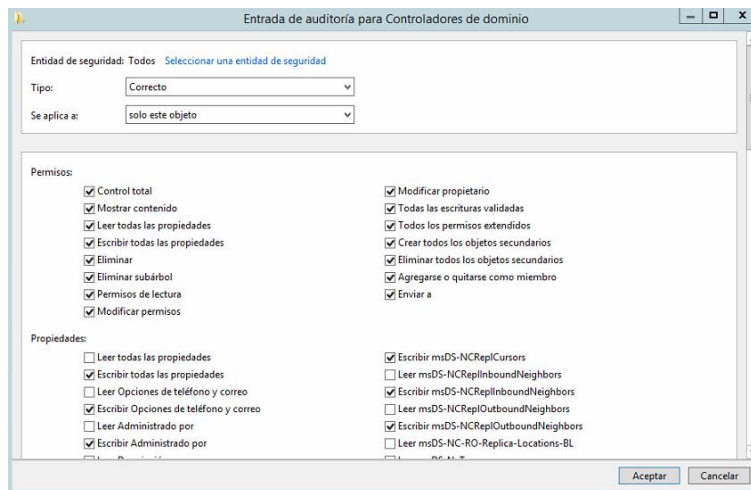 Entrada de auditoría para Controladores de dominio
Entidad de seguridad: Todos Seleccionar una entidad de seguridad
Tipo: Correcto
Se aplica a: solo este objeto
Permisos:
Control total
Mostrar contenido
Leer todas las propiedades
Escribir todas las propiedades
Eliminar
Eliminar subárbol
Permisos de lectura
Modificar permisos
Modificar propietario
Todas las escrituras validadas
Todos los permisos extendidos
Crear todos los objetos secundarios
Eliminar todos los objetos secundarios
Agregarse o quitarse como miembro
Enviar a
Propiedades:
Leer todas las propiedades
Escribir todas las propiedades
Leer Opciones de teléfono y correo
Escribir Opciones de teléfono y correo
Leer Administrado por
Escribir Administrado por
Escribir msDS-NCReplCursors
Leer msDS-NCReplInboundNeighbors
Escribir msDS-NCReplInboundNeighbors
Leer msDS-NCReplOutboundNeighbors
Escribir msDS-NCReplOutboundNeighbors
Leer msDS-NC-RO-Replica-Locations-BL
Aceptar Cancelar